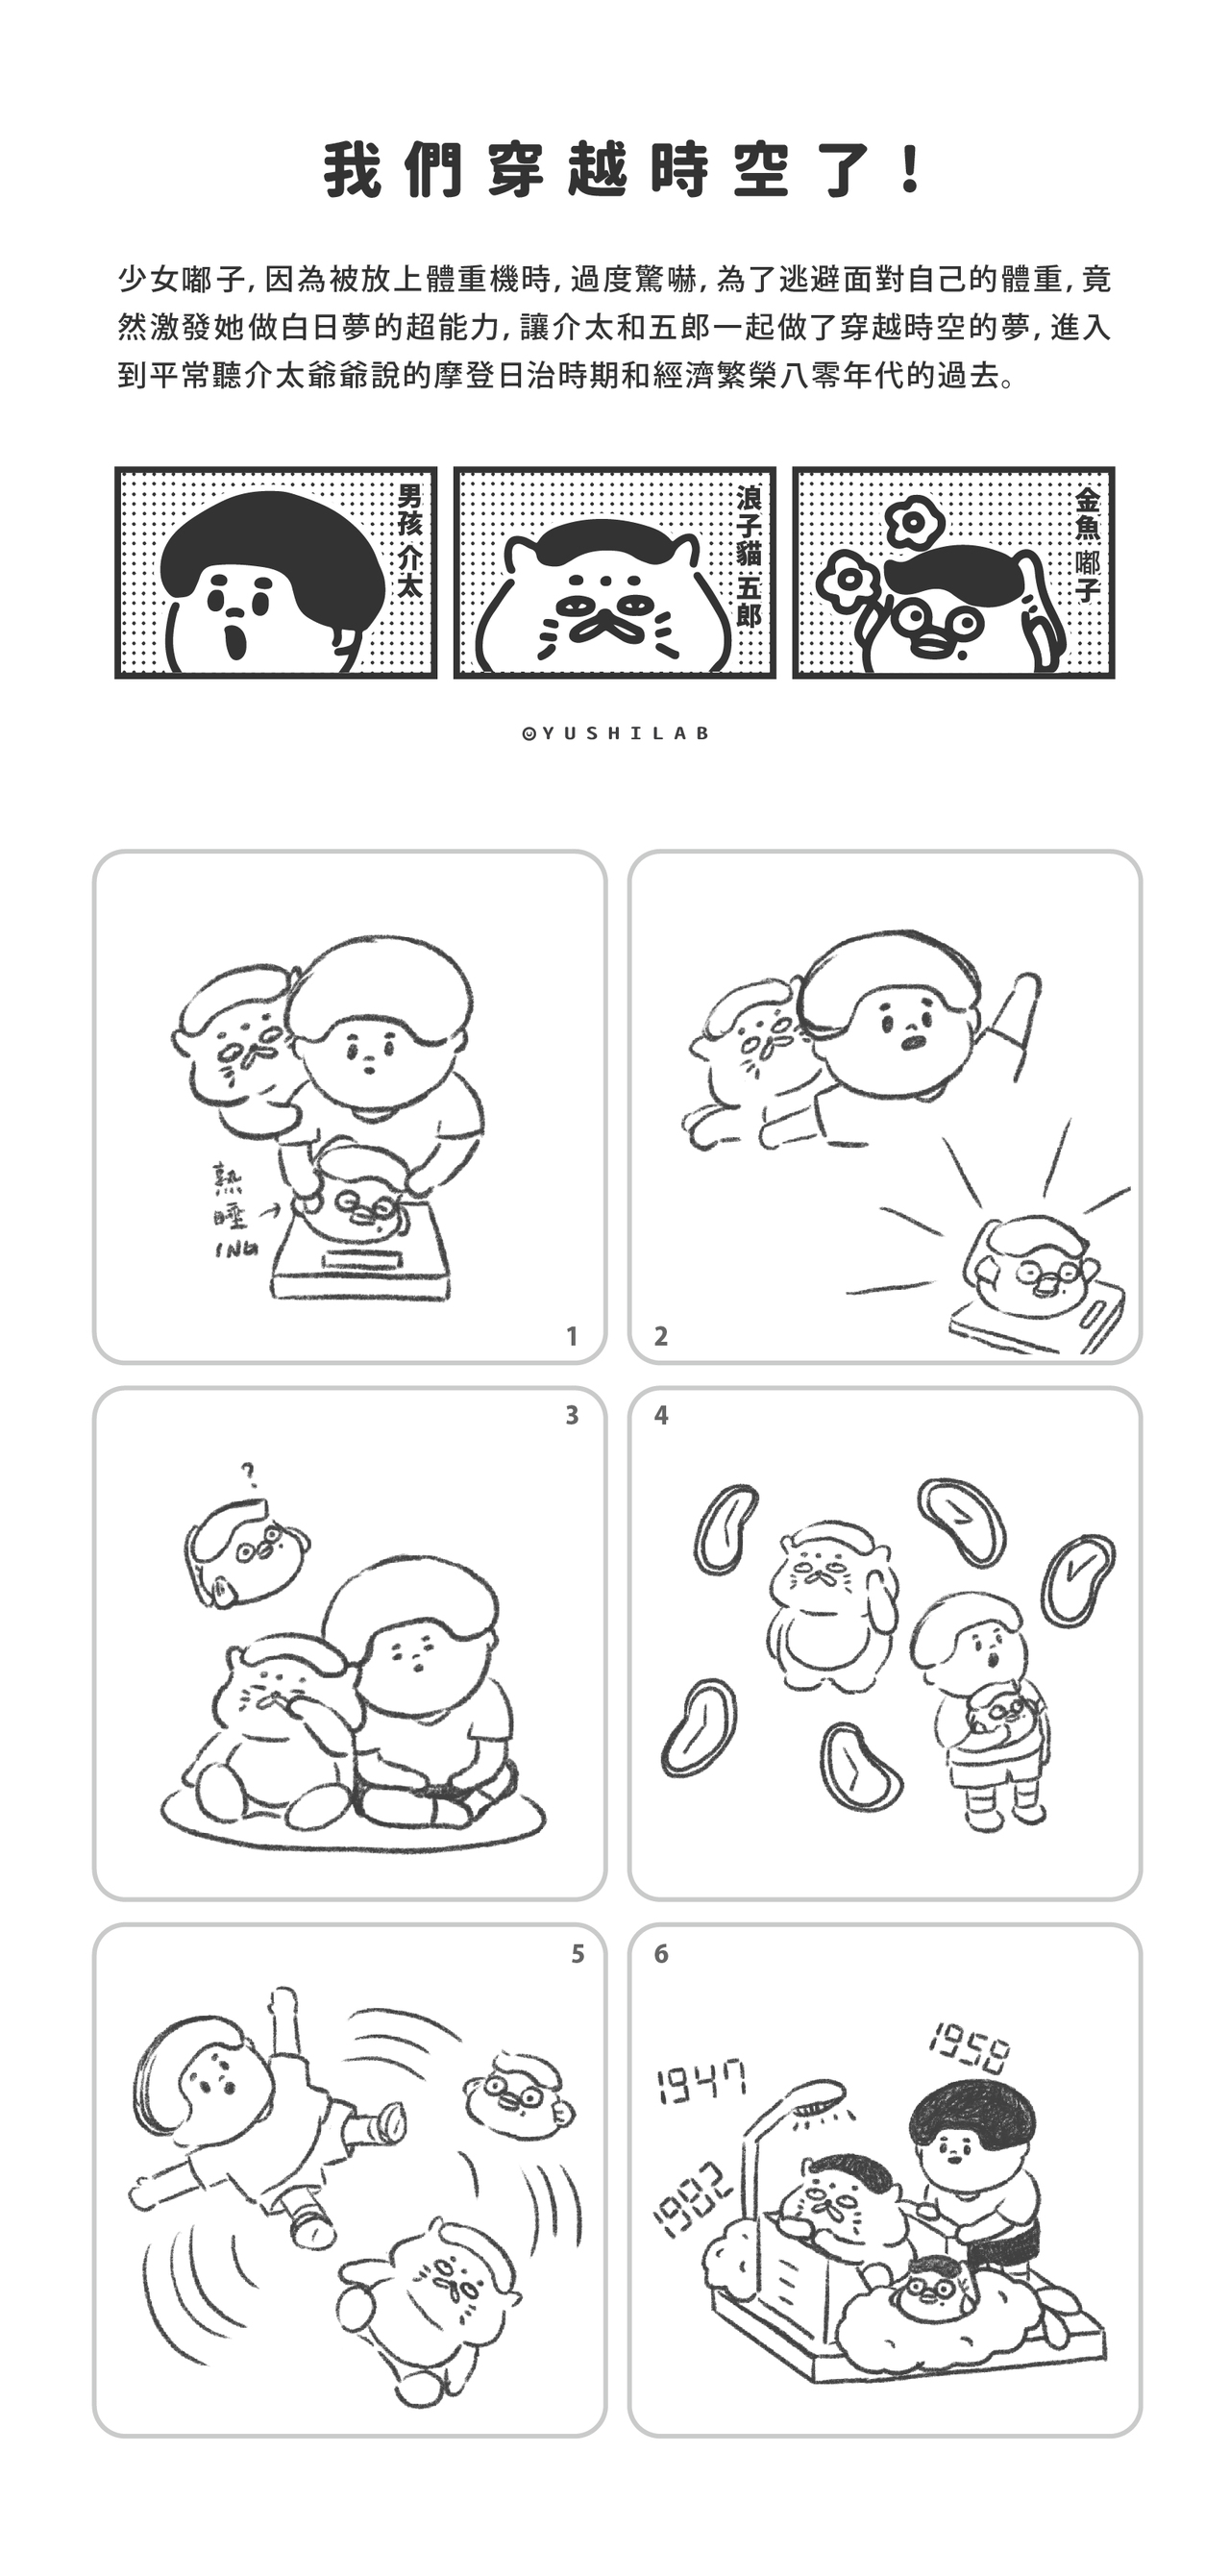 我們穿越時空了!
少女嘟子, 因為被放上體重機時, 過度驚嚇, 為了逃避面對自己的體重, 竟
然激發她做白日夢的超能力, 讓介太和五郎一起做了穿越時空的夢, 進入
到平常聽介太爺爺說的摩登日治時期和經濟繁榮八零年代的過去。
男孩 介太
浪子貓 五郎
金魚 嘟子
©YUSHILAB
熟
睡
ING
1
2
3
?
4
5
6
1947
1958
1982